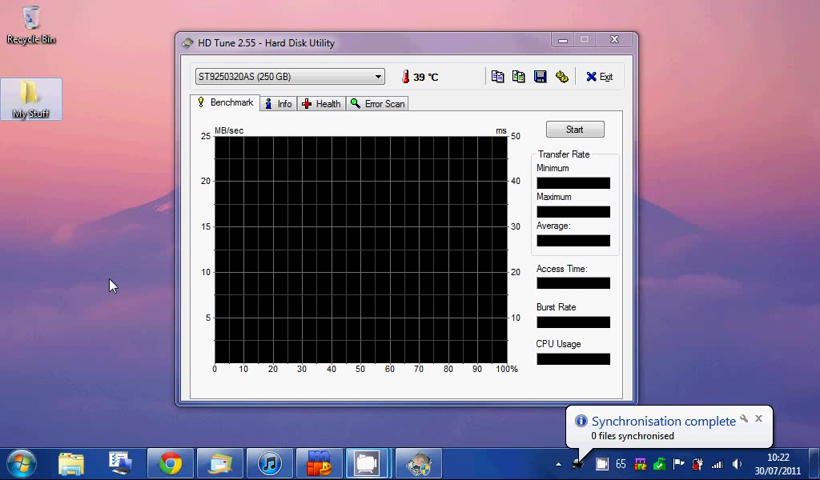 Recycle Bin
My Stuff
HD Tune 2.55 - Hard Disk Utility
ST9250320AS (250 GB)
39 °C
Exit
Benchmark
Info
Health
Error Scan
MB/sec
ms
25
20
15
10
5
50
40
30
20
10
0 10 20 30 40 50 60 70 80 90 100%
Start
Transfer Rate
Minimum
Maximum
Average:
Access Time:
Burst Rate
CPU Usage
Synchronisation complete
0 files synchronised
65
10:22
30/07/2011